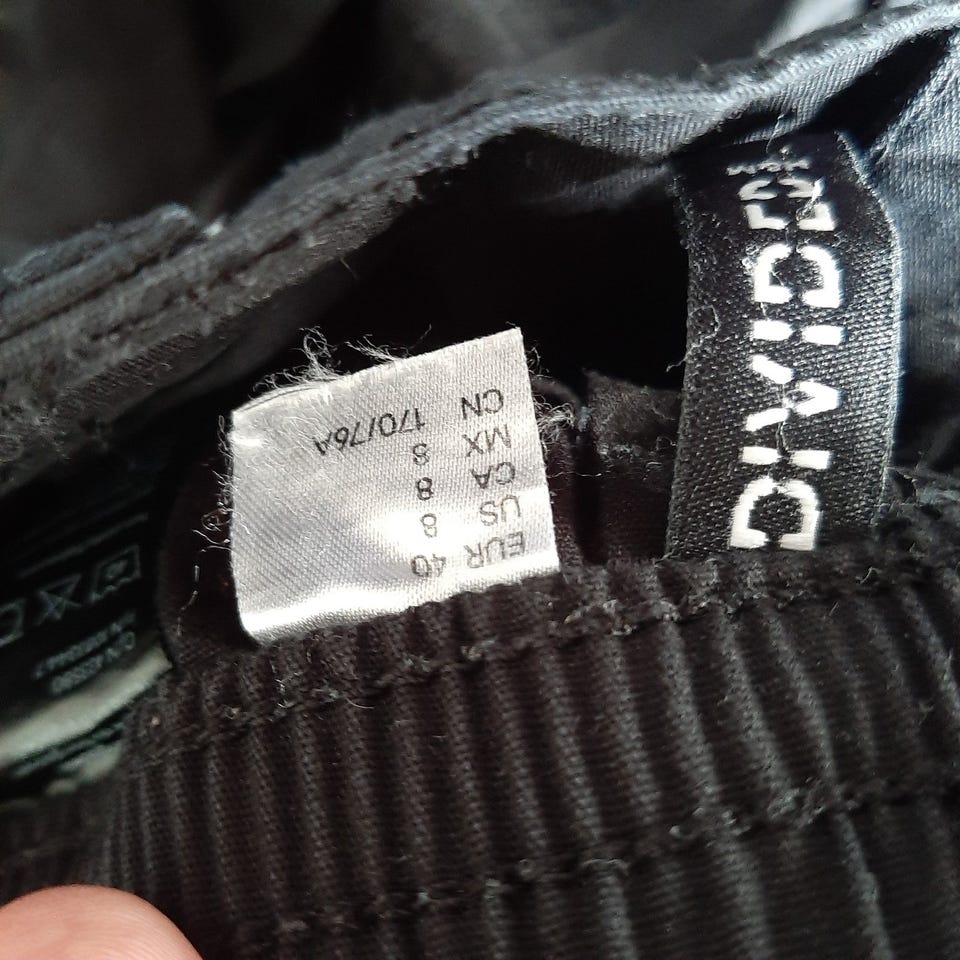 EUR 40
US 8
CA 8
MX 8
CN 170/76A
DIVIDED